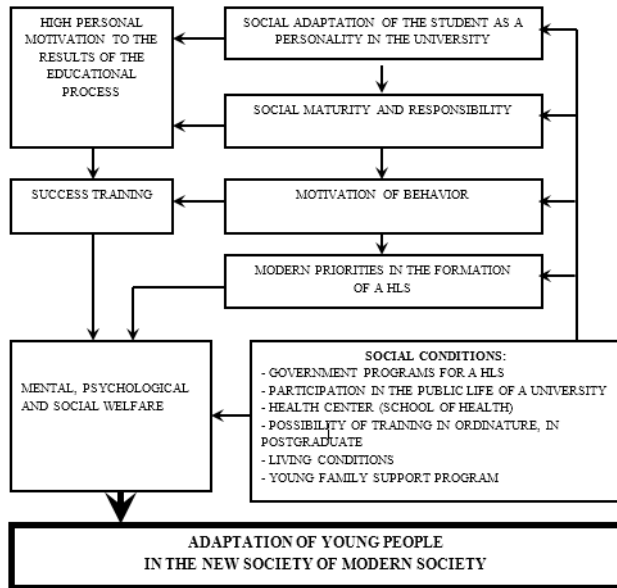 HIGH PERSONAL
MOTIVATION TO THE
RESULTS OF THE
EDUCATIONAL
PROCESS
SOCIAL ADAPTATION OF THE STUDENT AS A
PERSONALITY IN THE UNIVERSITY
SOCIAL MATURITY AND RESPONSIBILITY
SUCCESS TRAINING
MOTIVATION OF BEHAVIOR
MODERN PRIORITIES IN THE FORMATION
OF A HLS
MENTAL, PSYCHOLOGICAL
AND SOCIAL WELFARE
SOCIAL CONDITIONS:
- GOVERNMENT PROGRAMS FOR A HLS
- PARTICIPATION IN THE PUBLIC LIFE OF A UNIVERSITY
- HEALTH CENTER (SCHOOL OF HEALTH)
- POSSIBILITY OF TRAINING IN ORDINATURE, IN
POSTGRADUATE
- LIVING CONDITIONS
- YOUNG FAMILY SUPPORT PROGRAM
ADAPTATION OF YOUNG PEOPLE
IN THE NEW SOCIETY OF MODERN SOCIETY